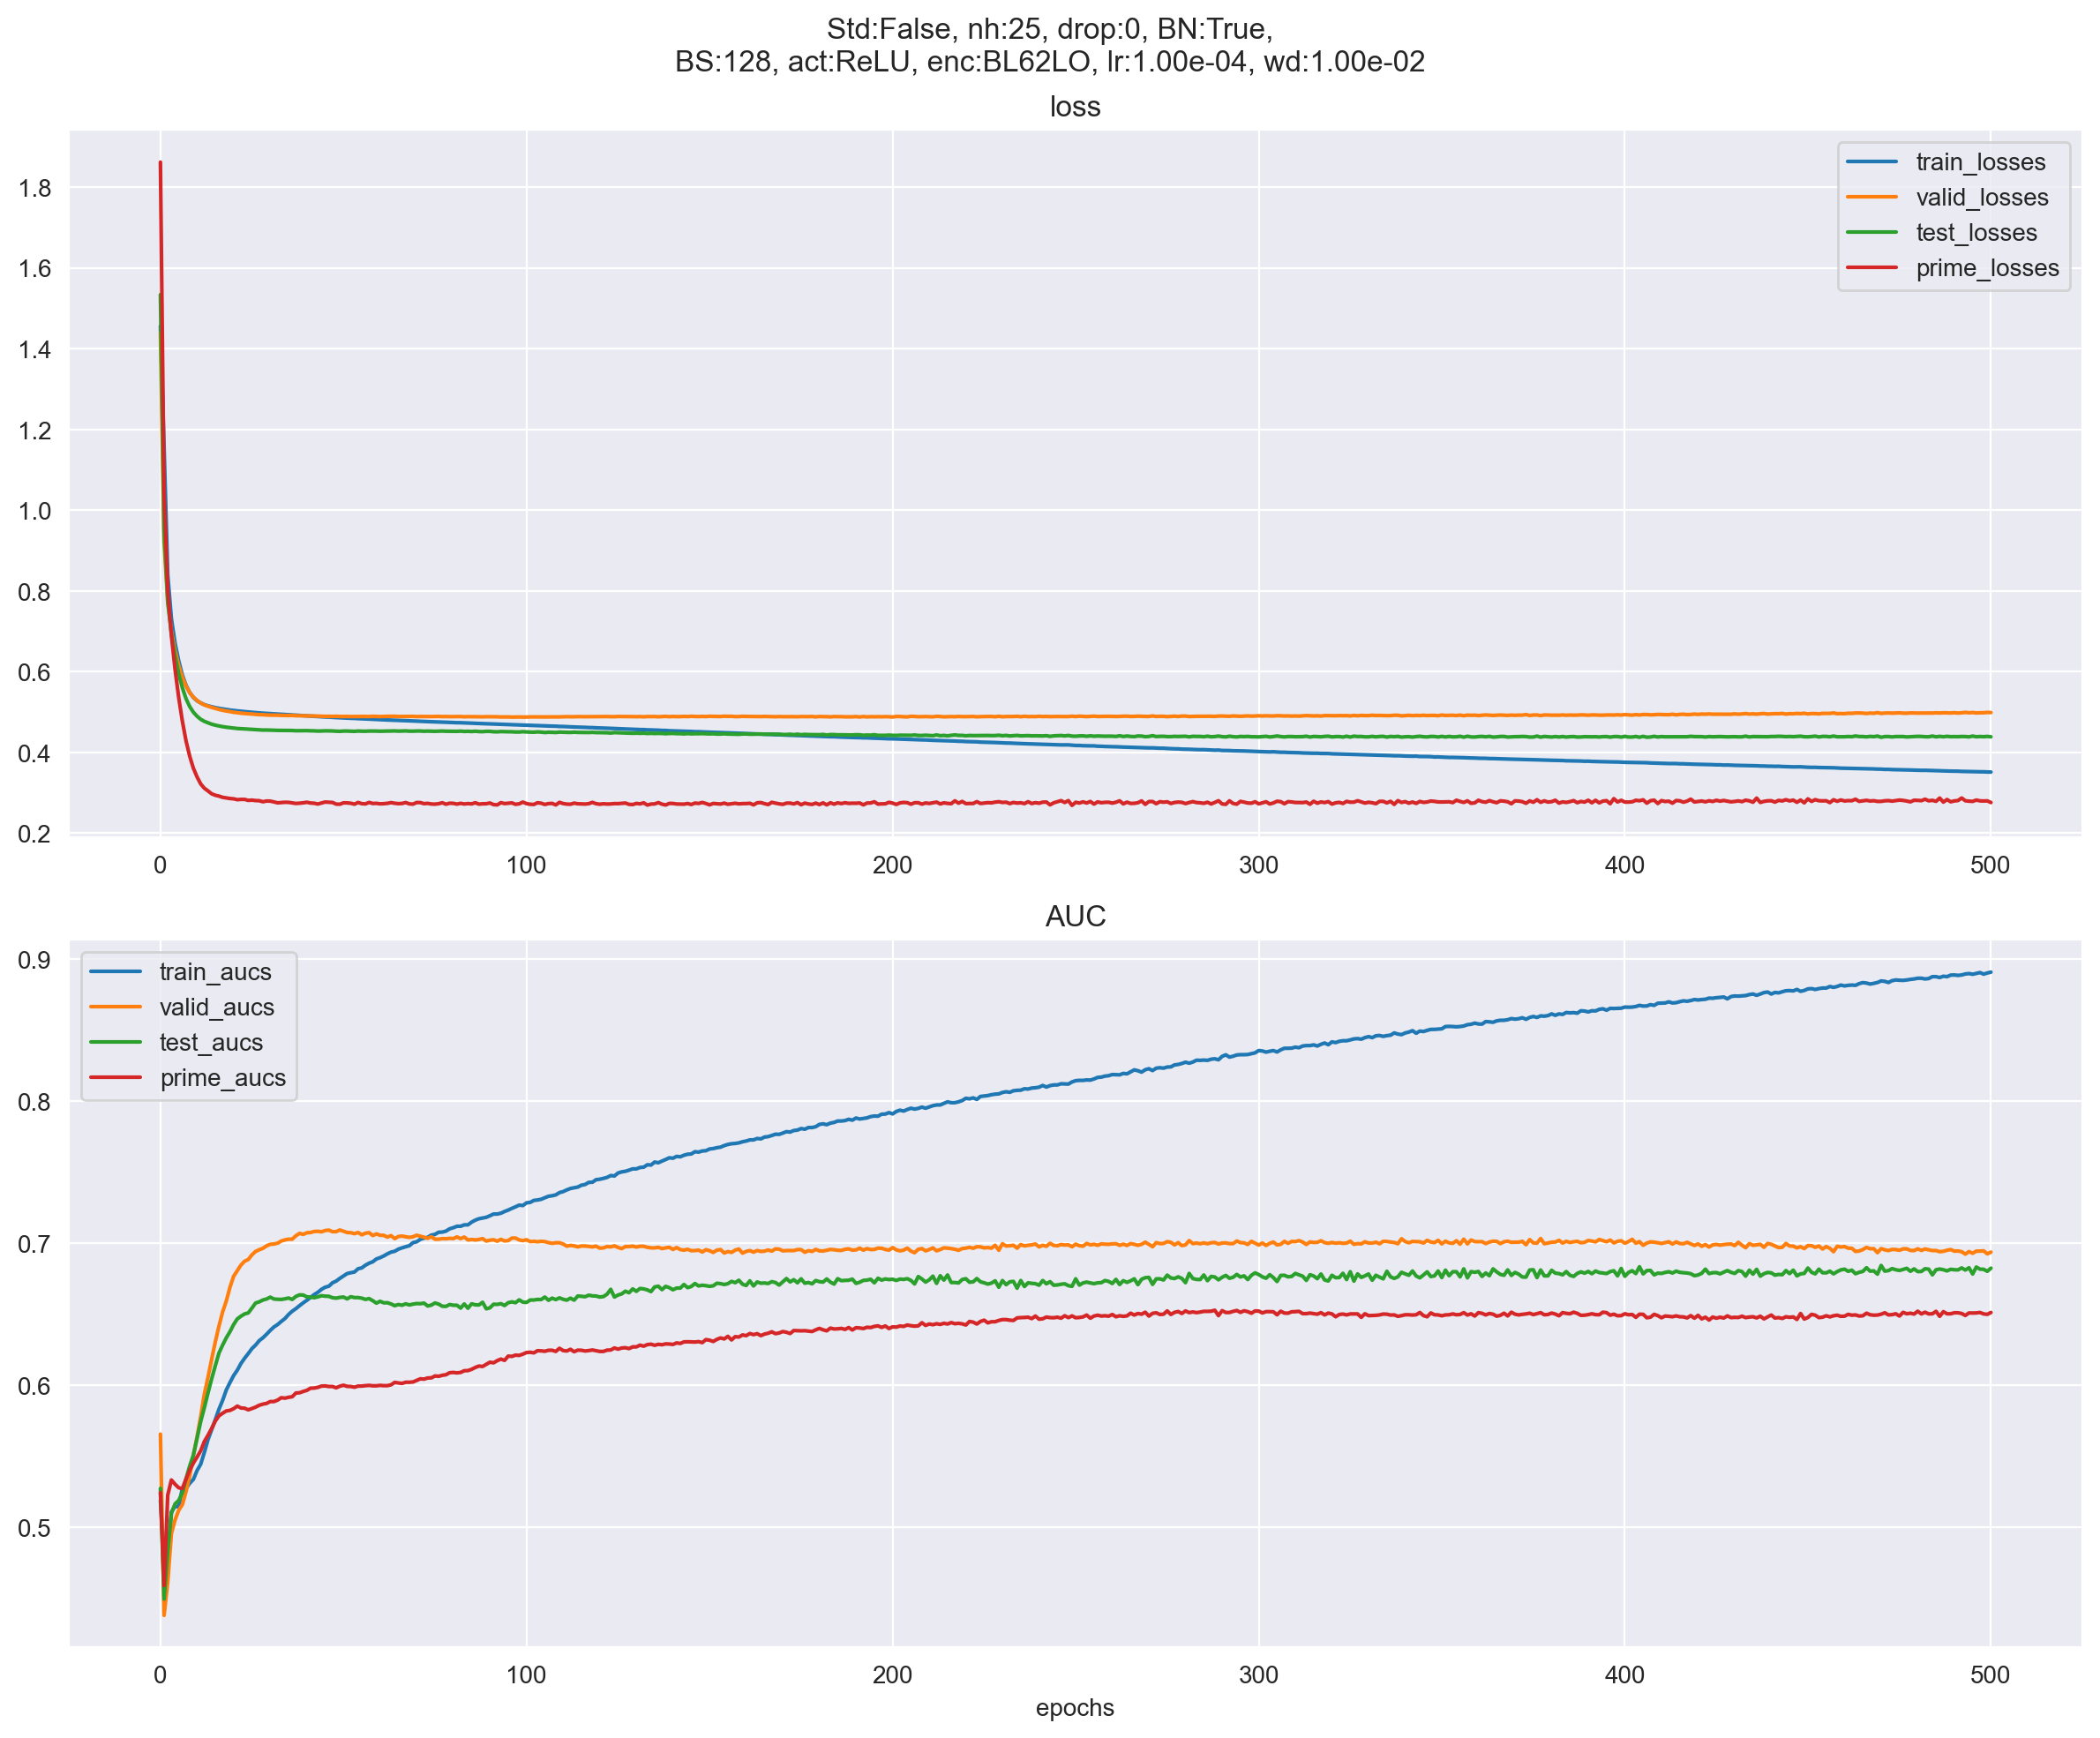 Std:False, nh:25, drop:0, BN:True,
BS:128, act:ReLU, enc:BL62LO, lr:1.00e-04, wd:1.00e-02
loss
1.8
1.6
1.4
1.2
1.0
0.8
0.6
0.4
0.2
train_losses
valid_losses
test_losses
prime_losses
0 100 200 300 400 500
AUC
0.9
0.8
0.7
0.6
0.5
train_aucs
valid_aucs
test_aucs
prime_aucs
0 100 200 300 400 500
epochs